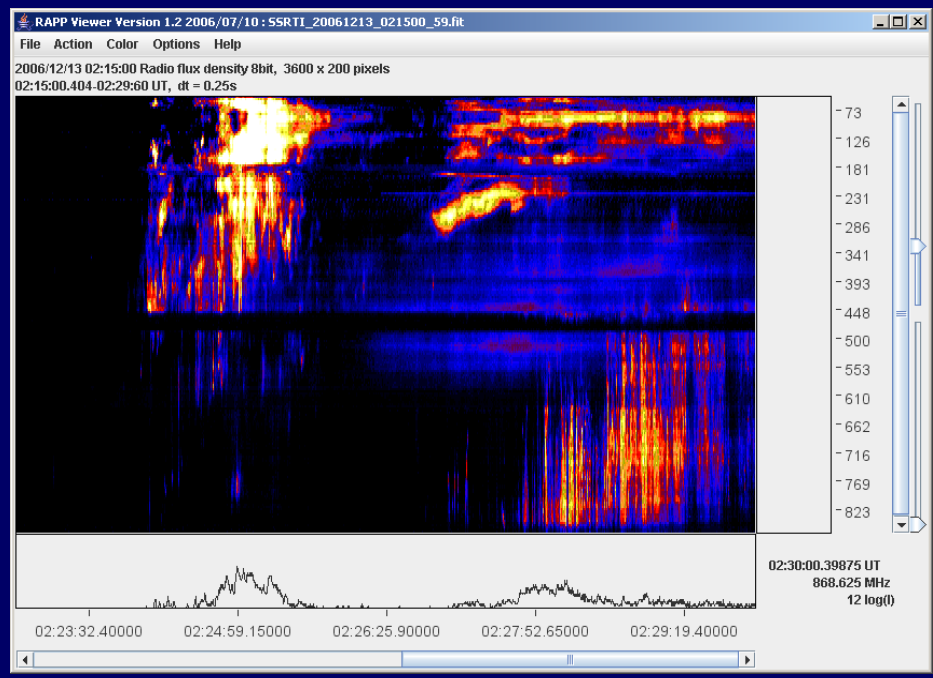 RAPP Viewer Version 1.2 2006/07/10 : SSRTI_20061213_021500_59.fit
File Action Color Options Help
2006/12/13 02:15:00 Radio flux density 8bit, 3600 x 200 pixels
02:15:00.404-02:29:60 UT, dt = 0.25s
73
126
181
231
286
341
393
448
500
553
610
662
716
769
823
02:30:00.39875 UT
868.625 MHz
12 log(I)
02:23:32.40000 02:24:59.15000 02:26:25.90000 02:27:52.65000 02:29:19.40000